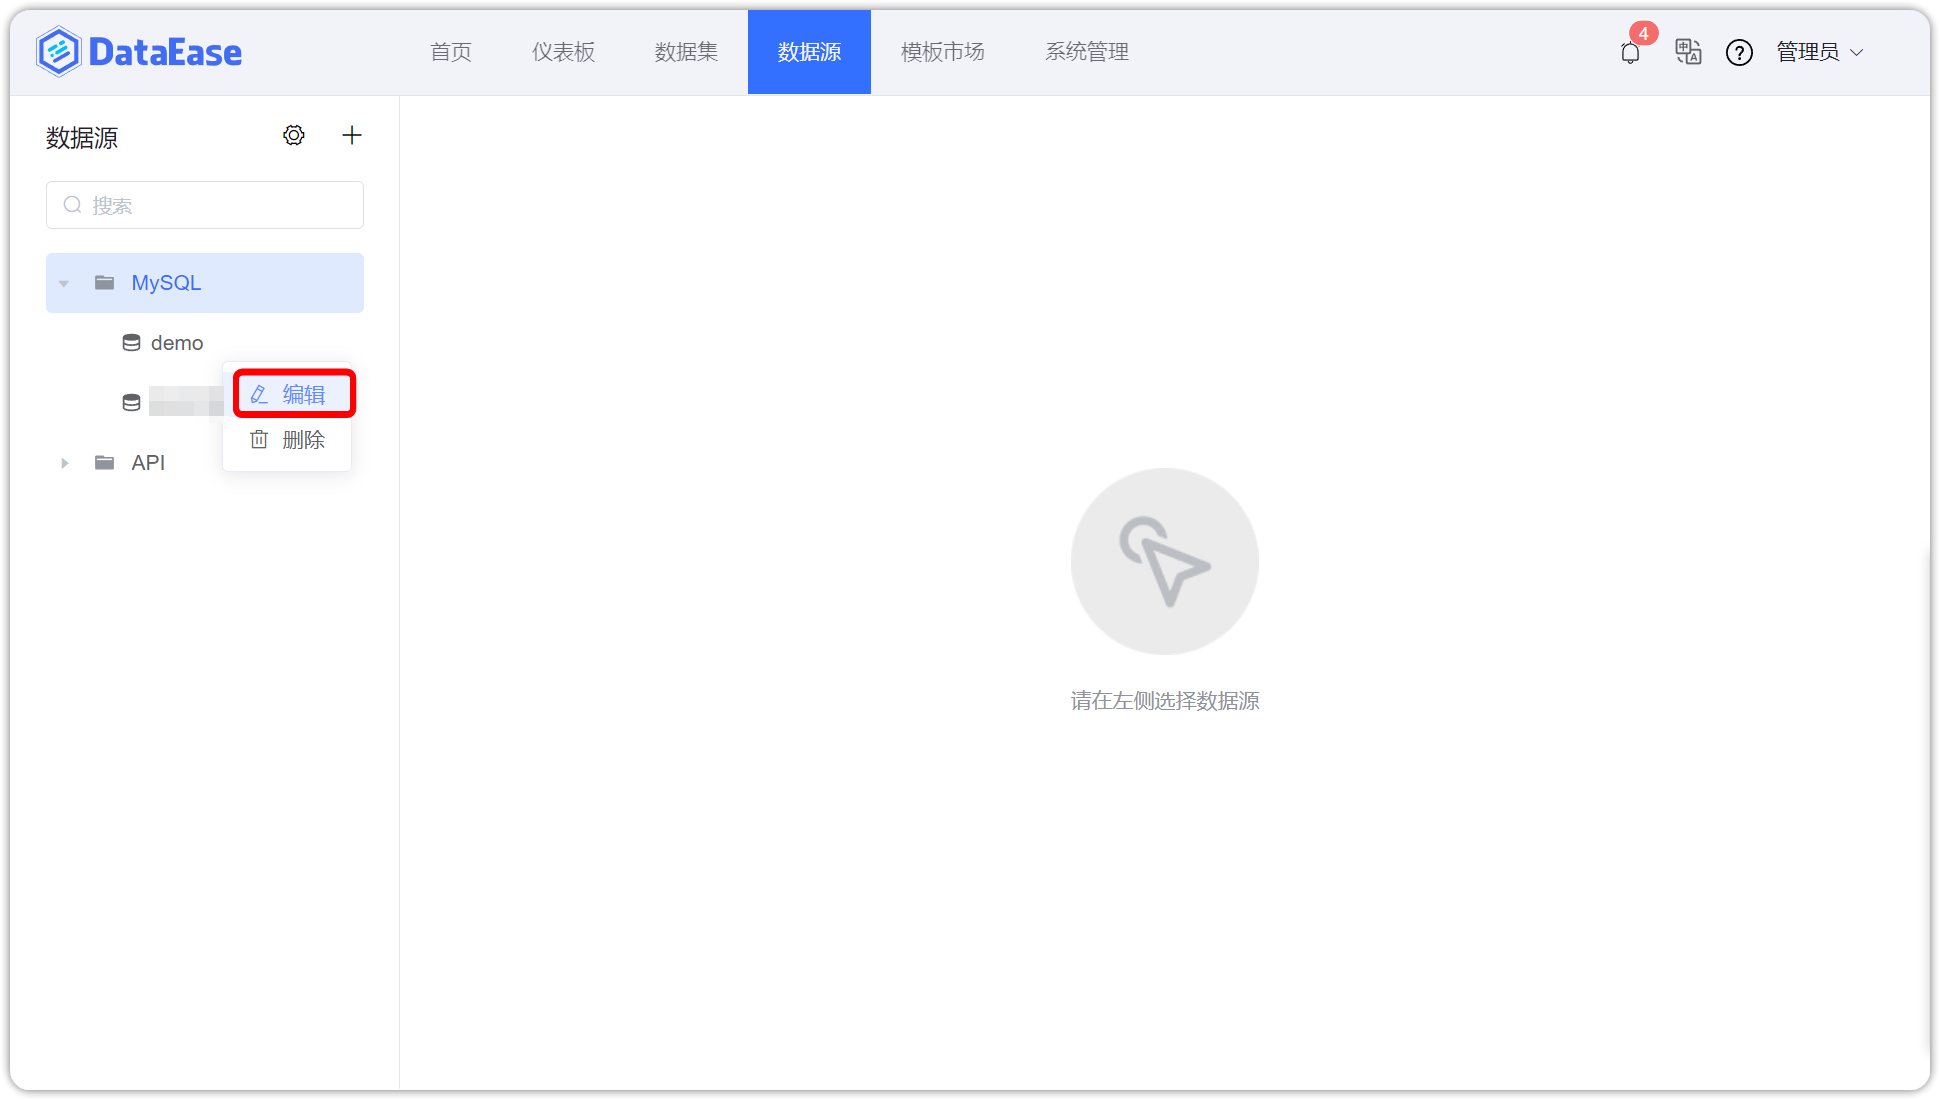 DataEase
首页 仪表板 数据集 数据源 模板市场 系统管理
4
管理员
数据源
搜索
MySQL
demo
编辑
删除
API
请在左侧选择数据源